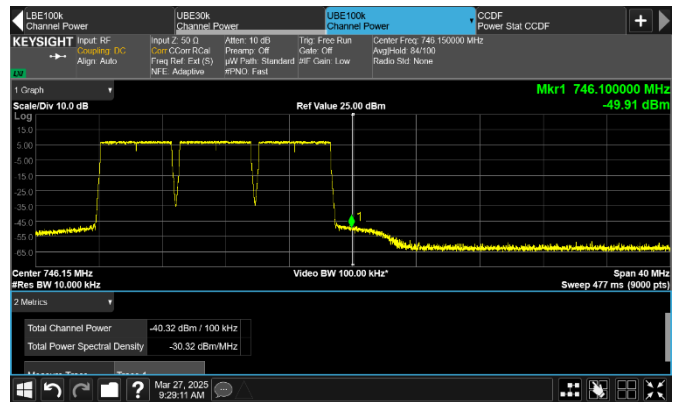 LBE100k
Channel Power
UBE30k
Channel Power
UBE100k
Channel Power
CCDF
Power Stat CCDF
KEYSIGHT
Input: RF
Coupling: DC
Align: Auto
Input Z: 50 Ω
Corr CCorr RCal
Freq Ref: Ext (S)
NFE: Adaptive
Atten: 10 dB
Preamp: Off
µW Path: Standard
#PNO: Fast
Trig: Free Run
Gate: Off
#IF Gain: Low
Center Freq: 746.150000 MHz
Avg|Hold: 84/100
Radio Std: None
LXI
1 Graph
Mkr1 746.100000 MHz
-49.91 dBm
Scale/Div 10.0 dB
Ref Value 25.00 dBm
Log
15.0
5.00
-5.00
-15.0
-25.0
-35.0
-45.0
-55.0
-65.0
1
Center 746.15 MHz
#Res BW 10.000 kHz
Video BW 100.00 kHz*
Span 40 MHz
Sweep 477 ms (9000 pts)
2 Metrics
Total Channel Power -40.32 dBm / 100 kHz
Total Power Spectral Density -30.32 dBm/MHz
Measure Trace Trace 1
?
Mar 27, 2025
9:29:11 AM